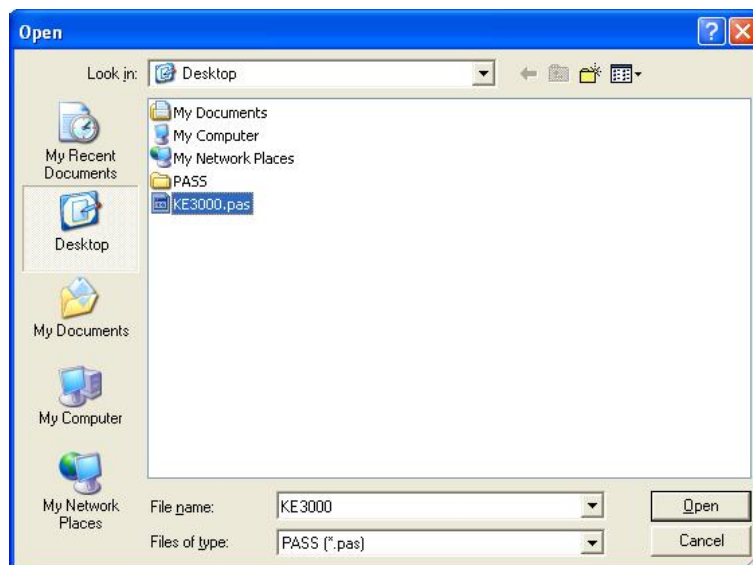 Open
Look in: Desktop
My Documents
My Computer
My Network Places
PASS
KE3000.pas
My Recent
Documents
Desktop
My Documents
My Computer
My Network
Places
File name: KE3000 Open
Files of type: PASS (*.pas) Cancel